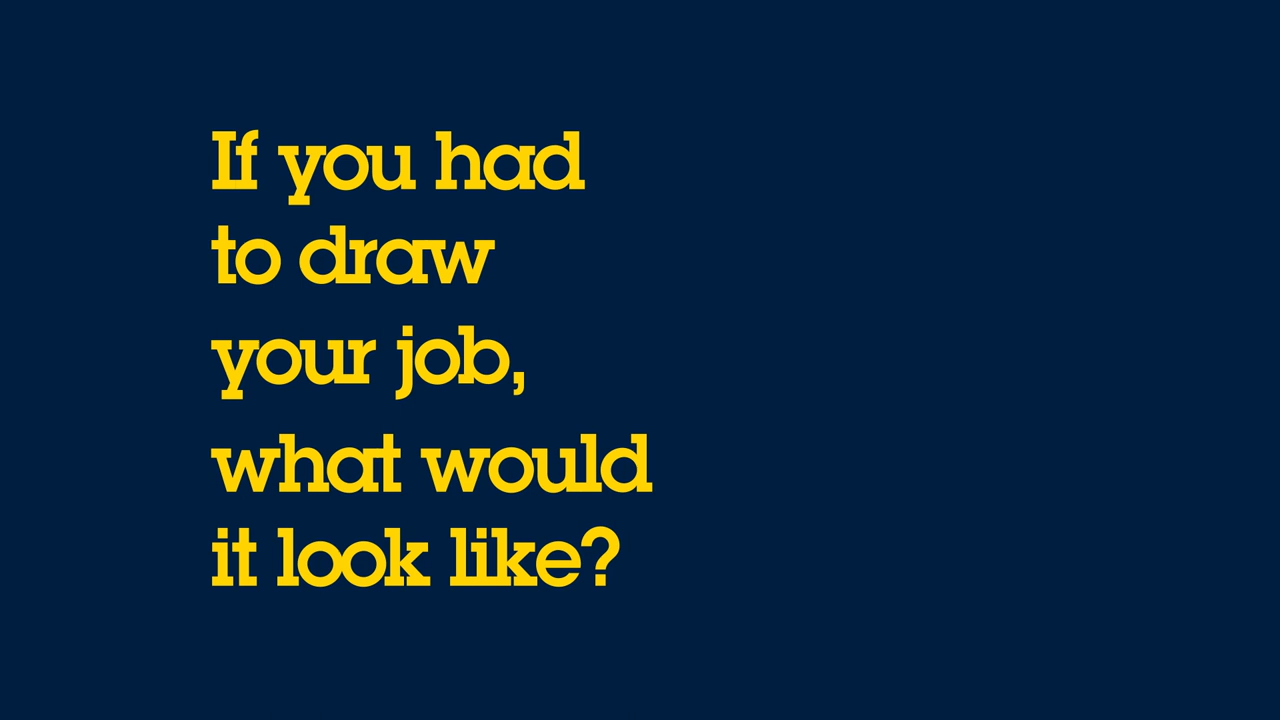 If you had
to draw
your job,
what would
it look like?